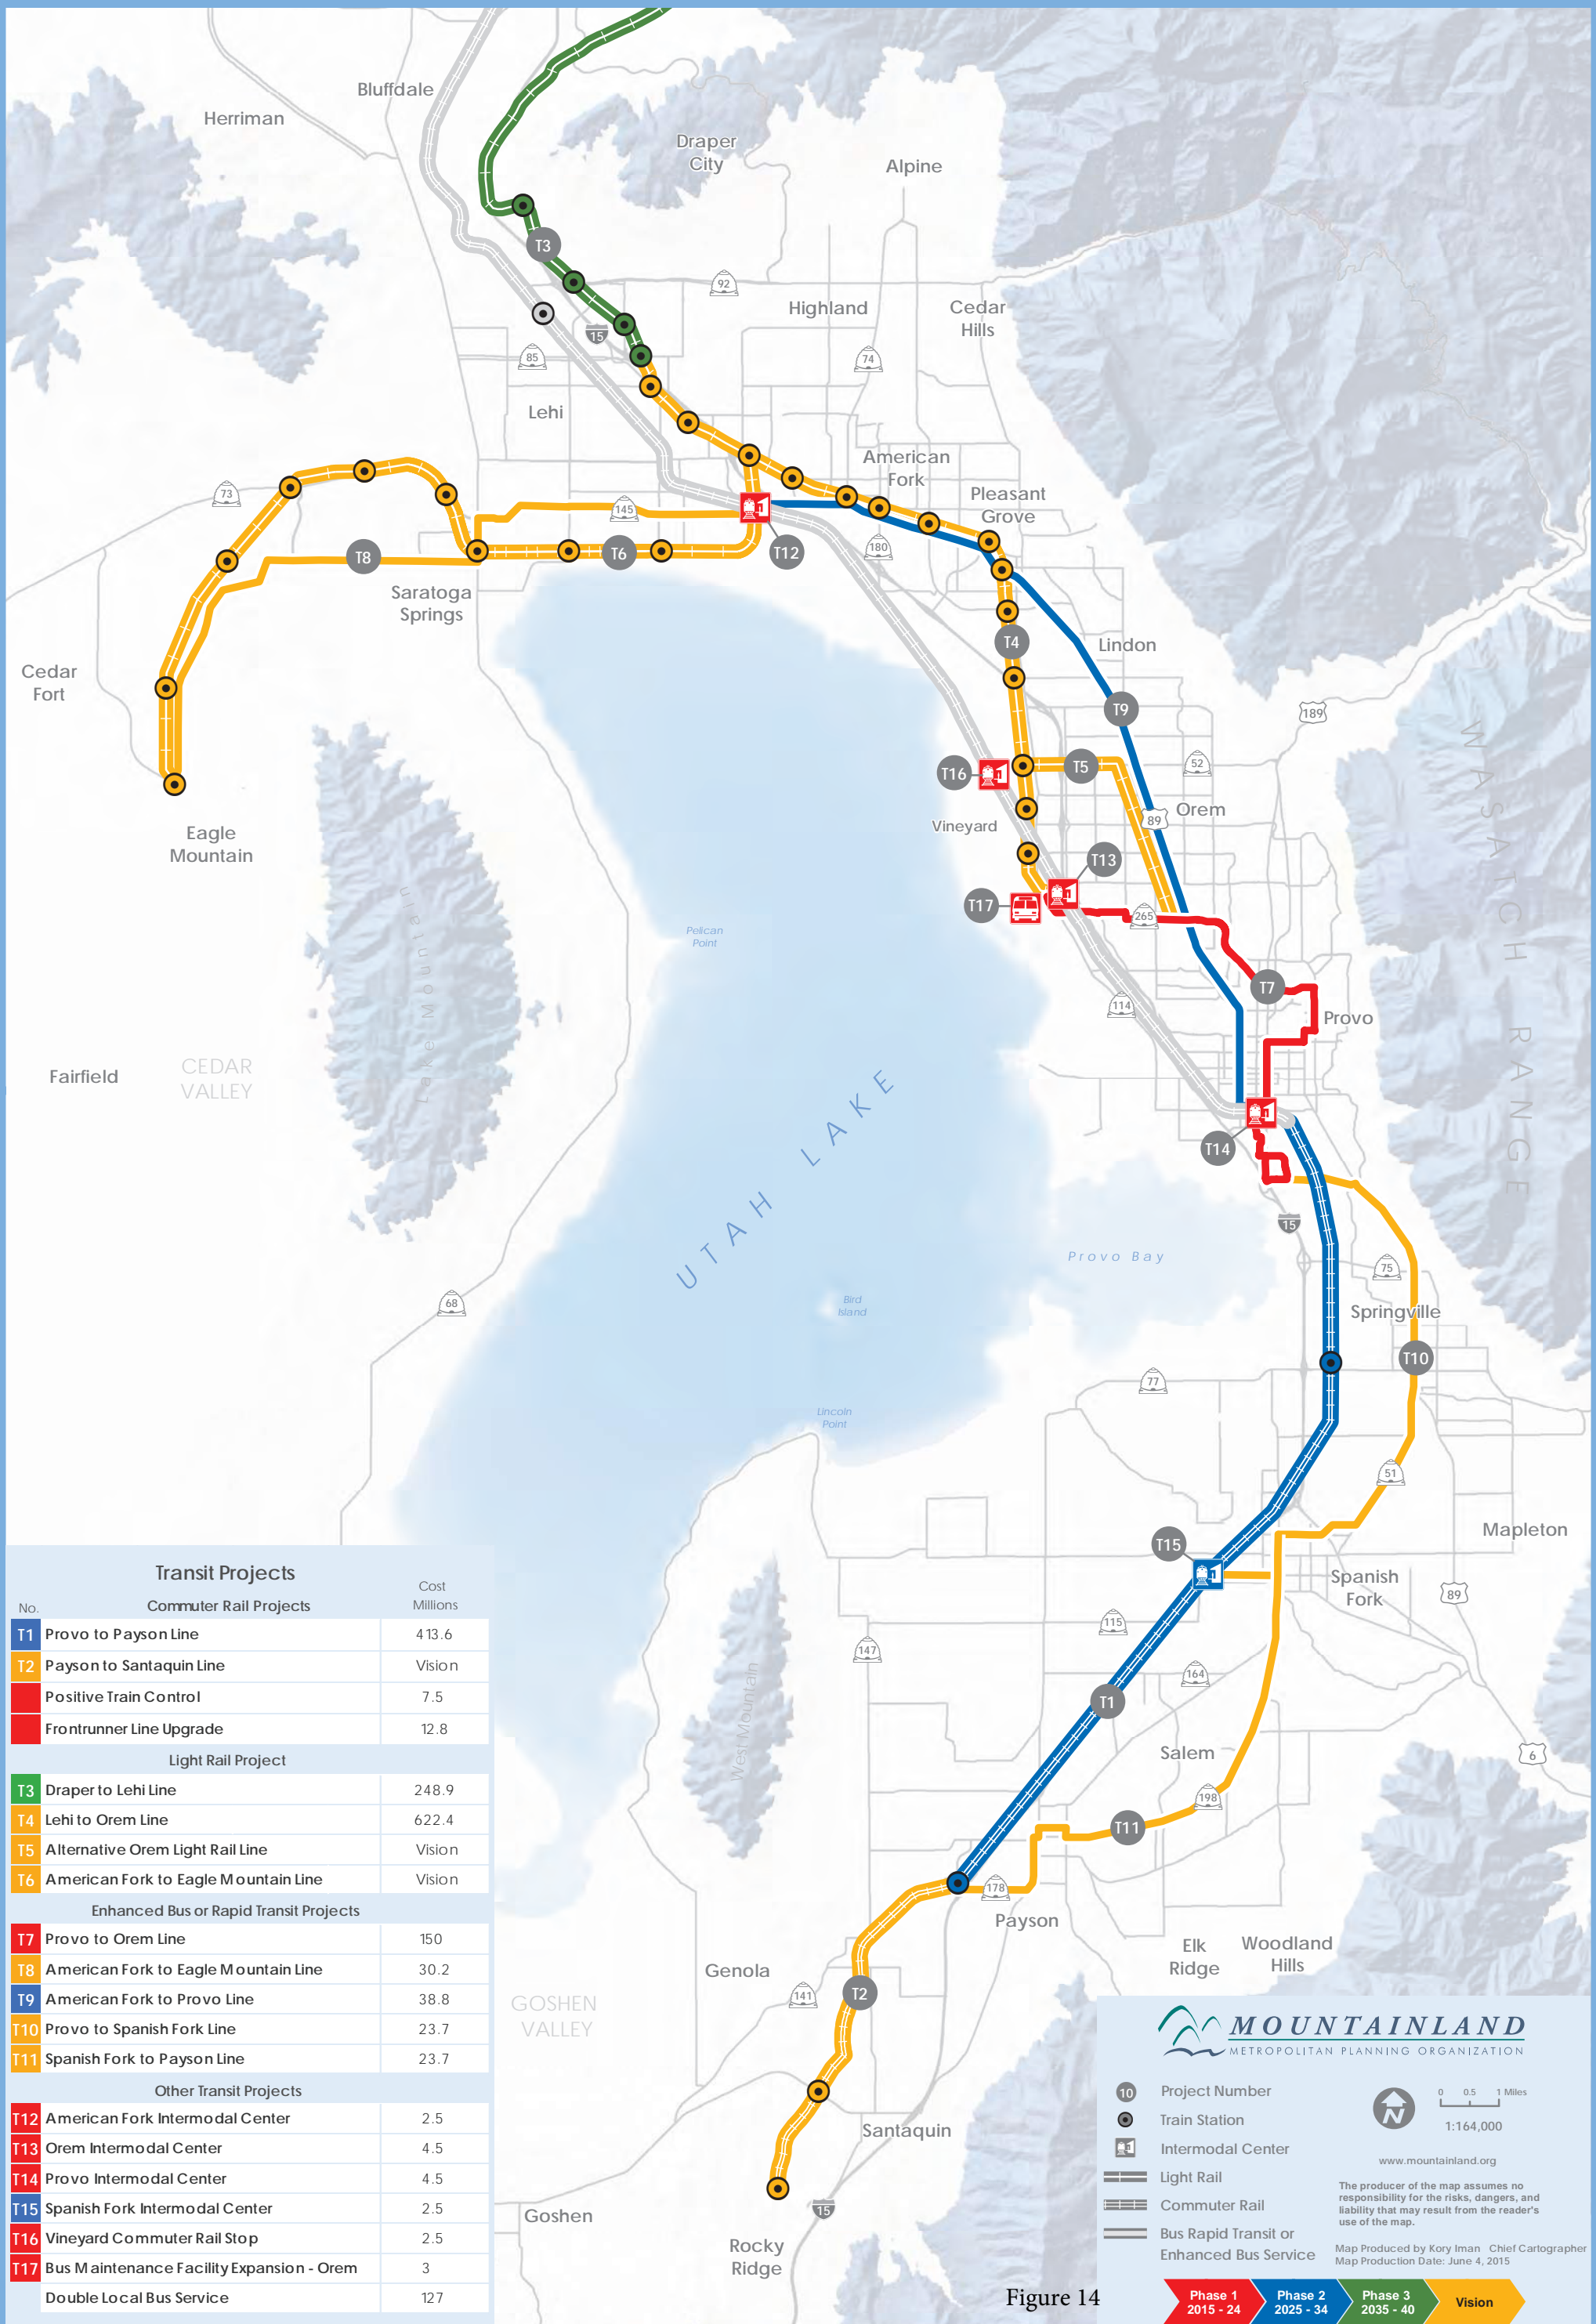 Bluffdale
Herriman
Draper
City
Alpine
T3
92
Highland
Cedar
Hills
15
85
74
Lehi
American
Fork
73
Pleasant
Grove
145
T12
180
T8
T6
Saratoga
Springs
T4
Lindon
Cedar
Fort
T9
189
WASATCH RANGE
T16
T5
52
Vineyard
89
Orem
Eagle
Mountain
T13
T17
265
Lake Mountain
Pelican
Point
T7
114
Provo
Fairfield
CEDAR
VALLEY
UTAH LAKE
T14
15
Provo Bay
75
68
Bird
Island
Springville
T10
77
Lincoln
Point
51
T15
Mapleton
Spanish
Fork
89
115
147
164
West Mountain
T1
Salem
6
198
T11
178
Payson
Elk
Ridge
Woodland
Hills
Genola
141
T2
GOSHEN
VALLEY
Santaquin
Goshen
15
Rocky
Ridge
Transit Projects
Cost
Millions
No.
Commuter Rail Projects
T1 Provo to Payson Line 413.6
T2 Payson to Santaquin Line Vision
Positive Train Control 7.5
Frontrunner Line Upgrade 12.8
Light Rail Project
T3 Draper to Lehi Line 248.9
T4 Lehi to Orem Line 622.4
T5 Alternative Orem Light Rail Line Vision
T6 American Fork to Eagle Mountain Line Vision
Enhanced Bus or Rapid Transit Projects
T7 Provo to Orem Line 150
T8 American Fork to Eagle Mountain Line 30.2
T9 American Fork to Provo Line 38.8
T10 Provo to Spanish Fork Line 23.7
T11 Spanish Fork to Payson Line 23.7
Other Transit Projects
T12 American Fork Intermodal Center 2.5
T13 Orem Intermodal Center 4.5
T14 Provo Intermodal Center 4.5
T15 Spanish Fork Intermodal Center 2.5
T16 Vineyard Commuter Rail Stop 2.5
T17 Bus Maintenance Facility Expansion - Orem 3
Double Local Bus Service 127
MOUNTAINLAND
METROPOLITAN PLANNING ORGANIZATION
10 Project Number
Train Station
Intermodal Center
Light Rail
Commuter Rail
Bus Rapid Transit or
Enhanced Bus Service
N
0 0.5 1 Miles
1:164,000
www.mountainland.org
The producer of the map assumes no
responsibility for the risks, dangers, and
liability that may result from the reader's
use of the map.
Map Produced by Kory Iman Chief Cartographer
Map Production Date: June 4, 2015
Figure 14
Phase 1
2015 - 24
Phase 2
2025 - 34
Phase 3
2035 - 40
Vision